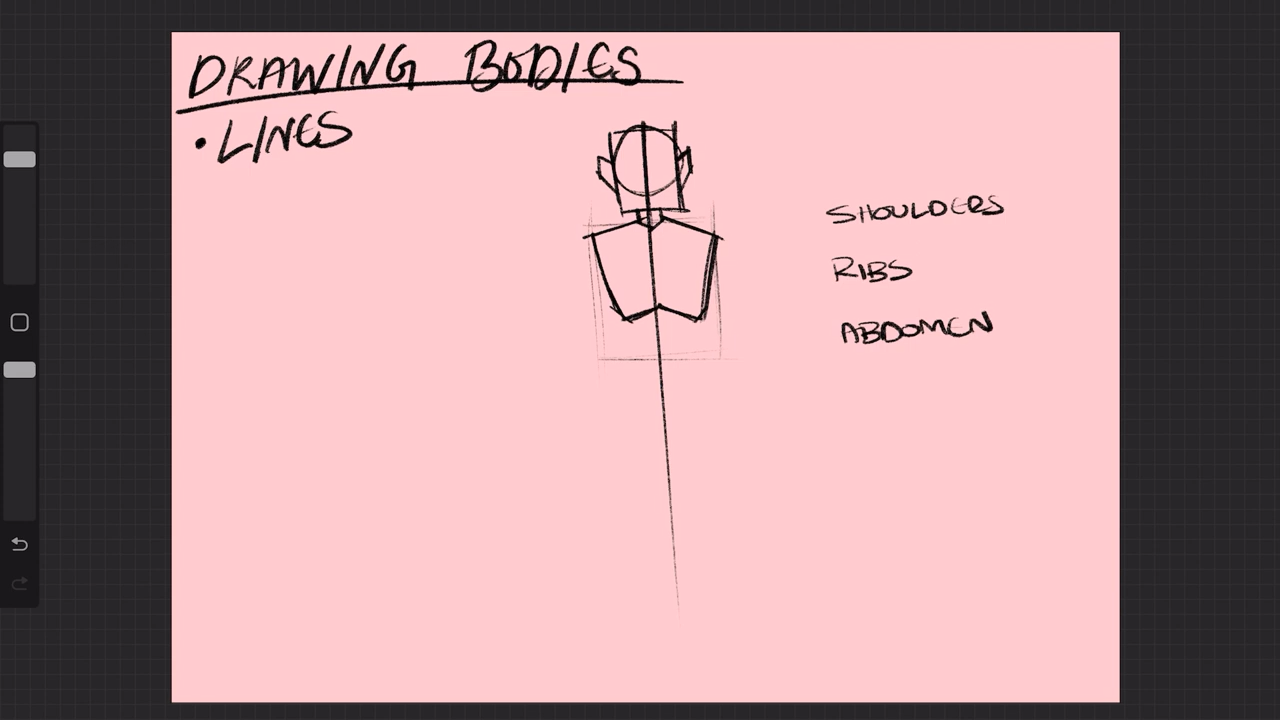 DRAWING BODIES
• LINES
SHOULDERS
RIBS
ABDOMEN